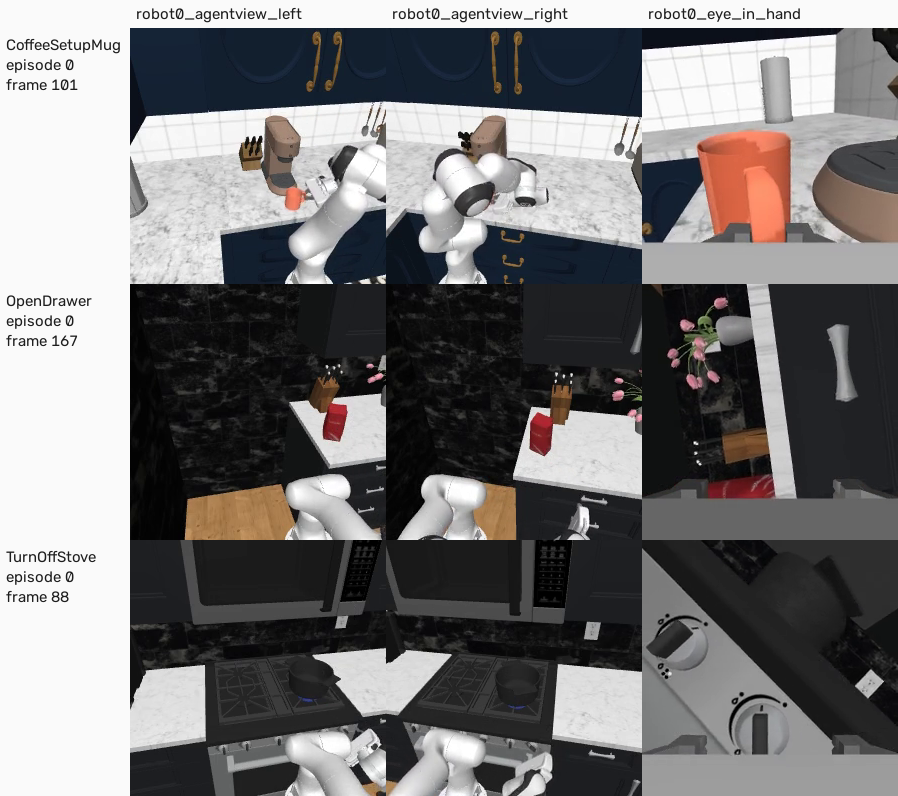 robot0_agentview_left
robot0_agentview_right
robot0_eye_in_hand
CoffeeSetupMug
episode 0
frame 101
OpenDrawer
episode 0
frame 167
TurnOffStove
episode 0
frame 88